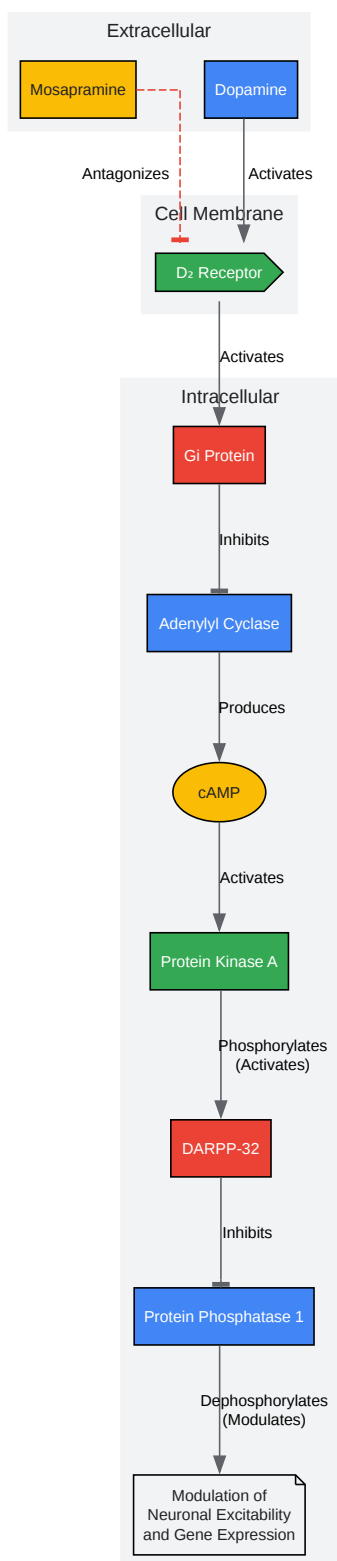 Extracellular
Mosapramine
Dopamine
Antagonizes
Activates
Cell Membrane
D₂ Receptor
Activates
Intracellular
Gi Protein
Inhibits
Adenylyl Cyclase
Produces
cAMP
Activates
Protein Kinase A
Phosphorylates
(Activates)
DARPP-32
Inhibits
Protein Phosphatase 1
Dephosphorylates
(Modulates)
Modulation of
Neuronal Excitability
and Gene Expression